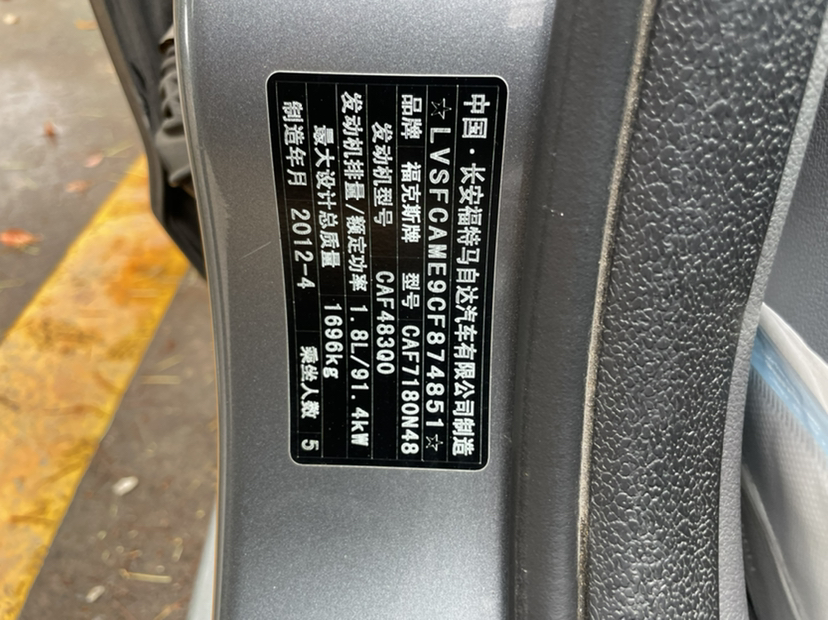 中国·长安福特马自达汽车有限公司制造
☆LVSFCAME9CF874851☆
品牌 福克斯牌 型号 CAF7180N48
发动机型号 CAF483Q0
发动机排量/额定功率 1.8L/91.4kW
最大设计总质量 1696kg
制造年月 2012-4 乘坐人数 5